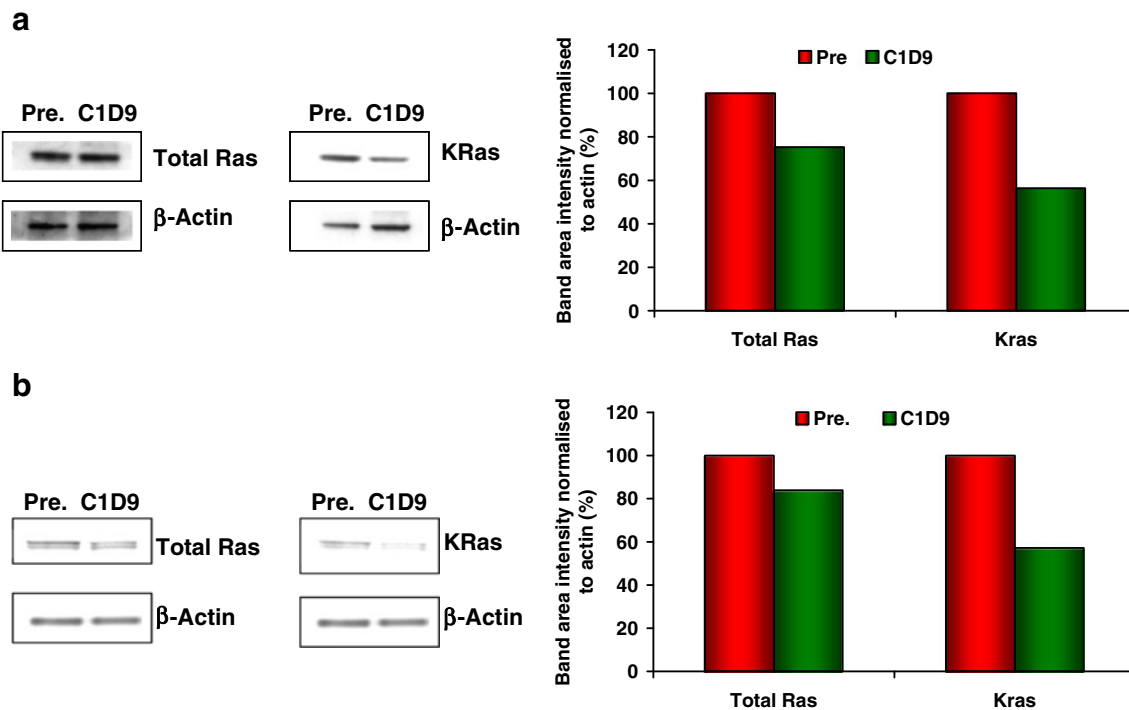 a
Pre. C1D9
Total Ras
β-Actin
Pre. C1D9
KRas
β-Actin
Band area intensity normalised
to actin (%)
120
100
80
60
40
20
0
Pre
C1D9
Total Ras
Kras
b
Pre. C1D9
Total Ras
β-Actin
Pre. C1D9
KRas
β-Actin
Band area intensity normalised
to actin (%)
120
100
80
60
40
20
0
Pre.
C1D9
Total Ras
Kras